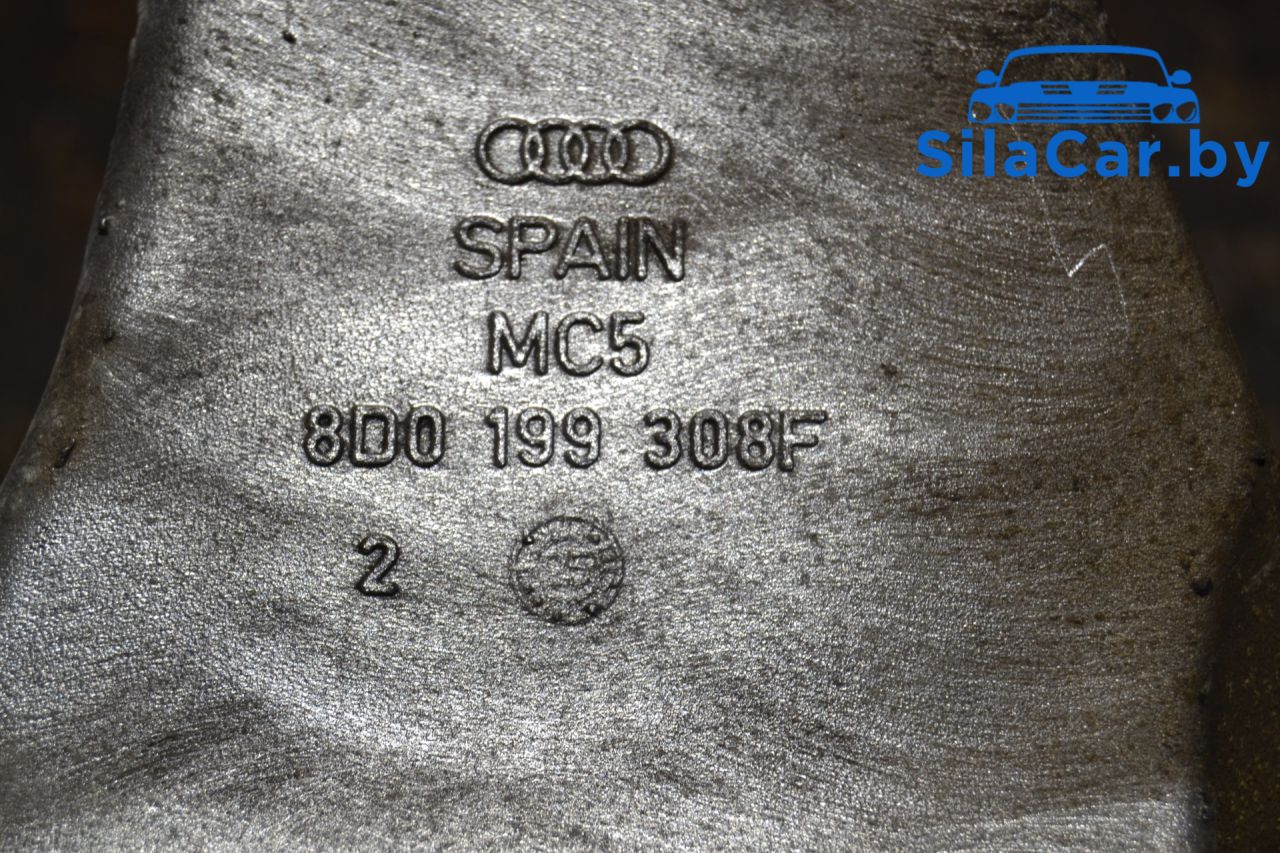 SilaCar.by
SPAIN
MC5
8D0 199 308F
2